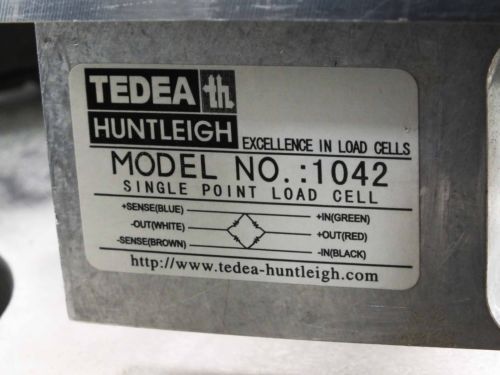 TEDEA th
HUNTLEIGH EXCELLENCE IN LOAD CELLS
MODEL NO.:1042
SINGLE POINT LOAD CELL
+SENSE(BLUE) +IN(GREEN)
-OUT(WHITE) +OUT(RED)
-SENSE(BROWN) -IN(BLACK)
http://www.tedea-huntleigh.com